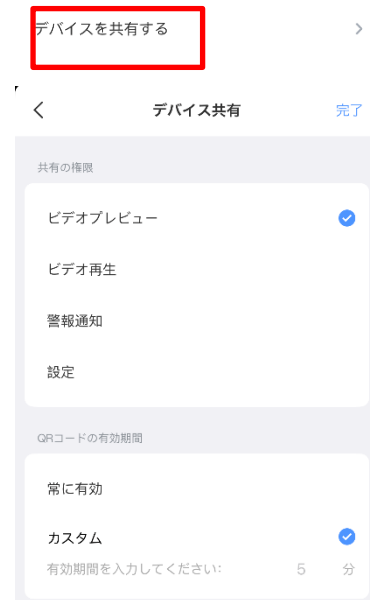 デバイスを共有する
デバイス共有 完了
共有の権限
ビデオプレビュー
ビデオ再生
警報通知
設定
QRコードの有効期間
常に有効
カスタム
有効期間を入力してください: 5 分